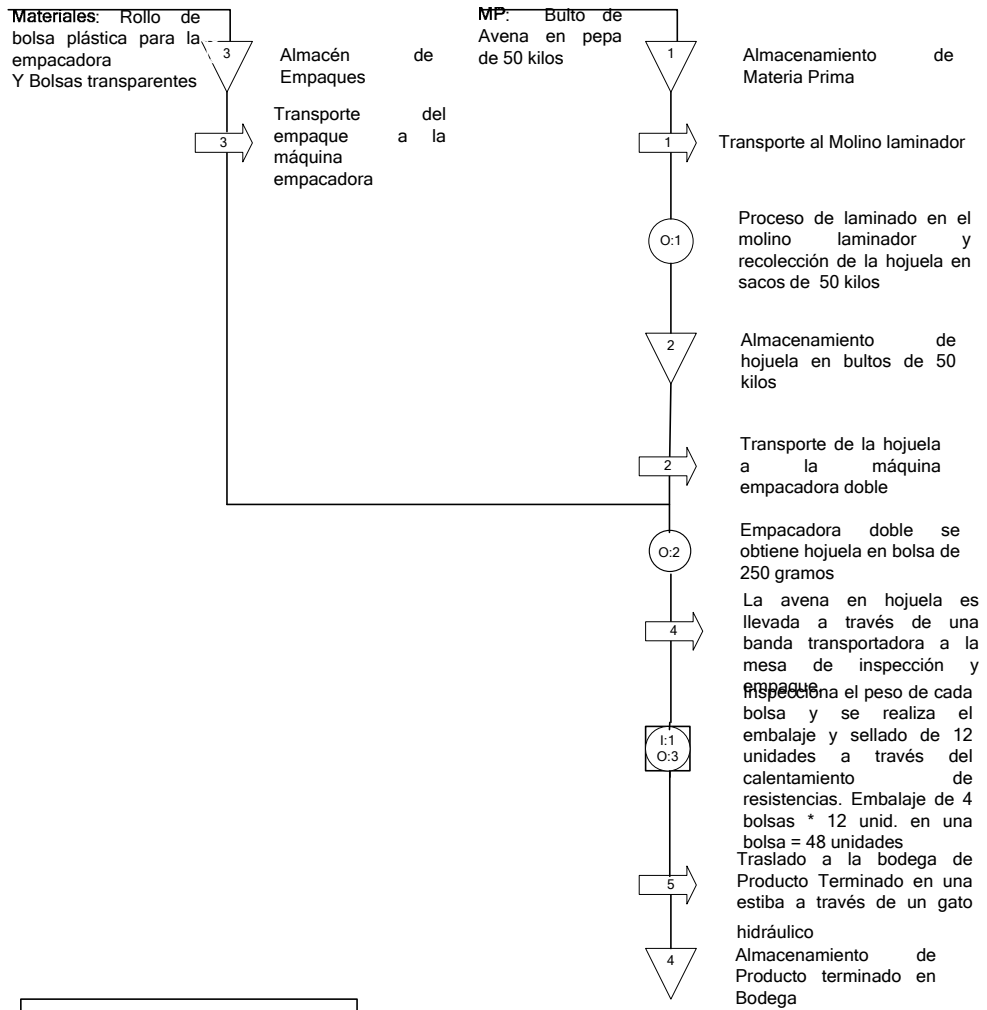 Materiales: Rollo de
bolsa plástica para la
empacadora
Y Bolsas transparentes
3
Almacén de
Empaques
3
Transporte del
empaque a la
máquina
empacadora
MP: Bulto de
Avena en pepa
de 50 kilos
1
Almacenamiento de
Materia Prima
1
Transporte al Molino laminador
O:1
Proceso de laminado en el
molino laminador y
recolección de la hojuela en
sacos de 50 kilos
2
Almacenamiento de
hojuela en bultos de 50
kilos
2
Transporte de la hojuela
a la máquina
empacadora doble
O:2
Empacadora doble se
obtiene hojuela en bolsa de
250 gramos
4
La avena en hojuela es
llevada a través de una
banda transportadora a la
mesa de inspección y
empaque.
I:1
O:3
Inspecciona el peso de cada
bolsa y se realiza el
embalaje y sellado de 12
unidades a través del
calentamiento de
resistencias. Embalaje de 4
bolsas * 12 unid. en una
bolsa = 48 unidades
5
Traslado a la bodega de
Producto Terminado en una
estiba a través de un gato
hidráulico
4
Almacenamiento de
Producto terminado en
Bodega